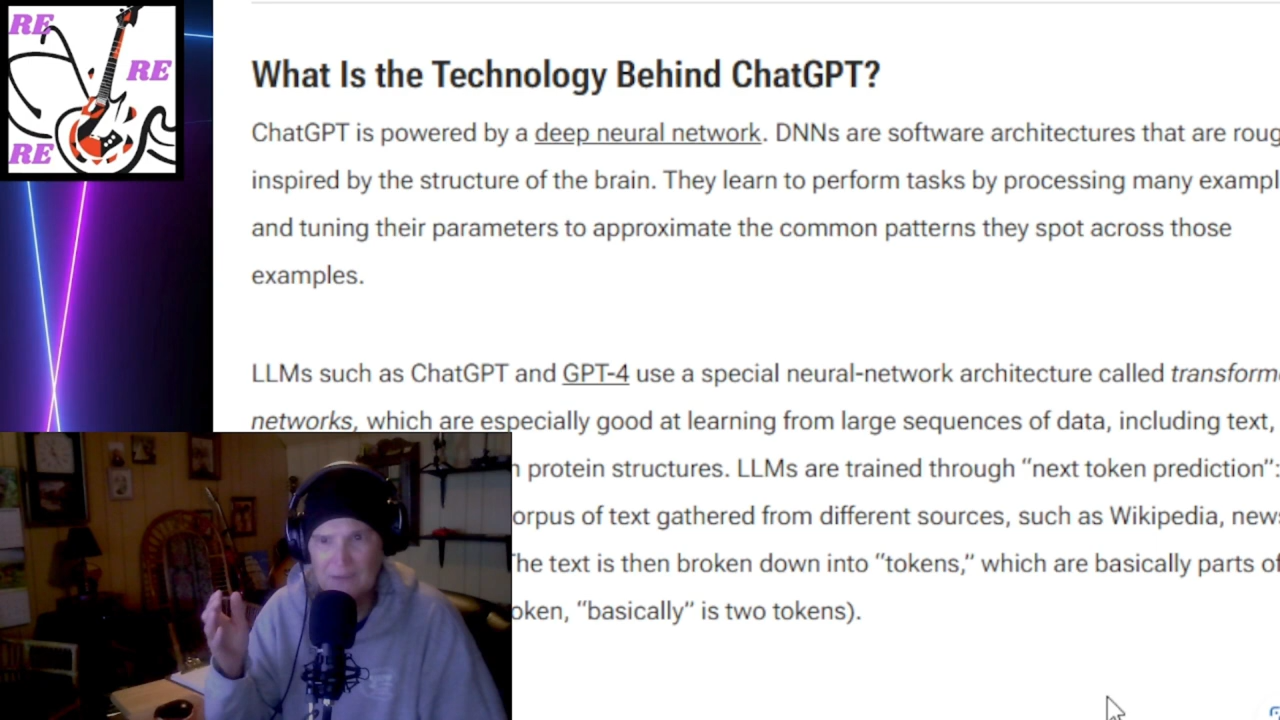 RE
RE
RE
What Is the Technology Behind ChatGPT?
ChatGPT is powered by a deep neural network. DNNs are software architectures that are roug
inspired by the structure of the brain. They learn to perform tasks by processing many exampl
and tuning their parameters to approximate the common patterns they spot across those
examples.
LLMs such as ChatGPT and GPT-4 use a special neural-network architecture called transform
networks, which are especially good at learning from large sequences of data, including text,
protein structures. LLMs are trained through “next token prediction”:
orpus of text gathered from different sources, such as Wikipedia, news
The text is then broken down into “tokens,” which are basically parts of
oken, “basically” is two tokens).